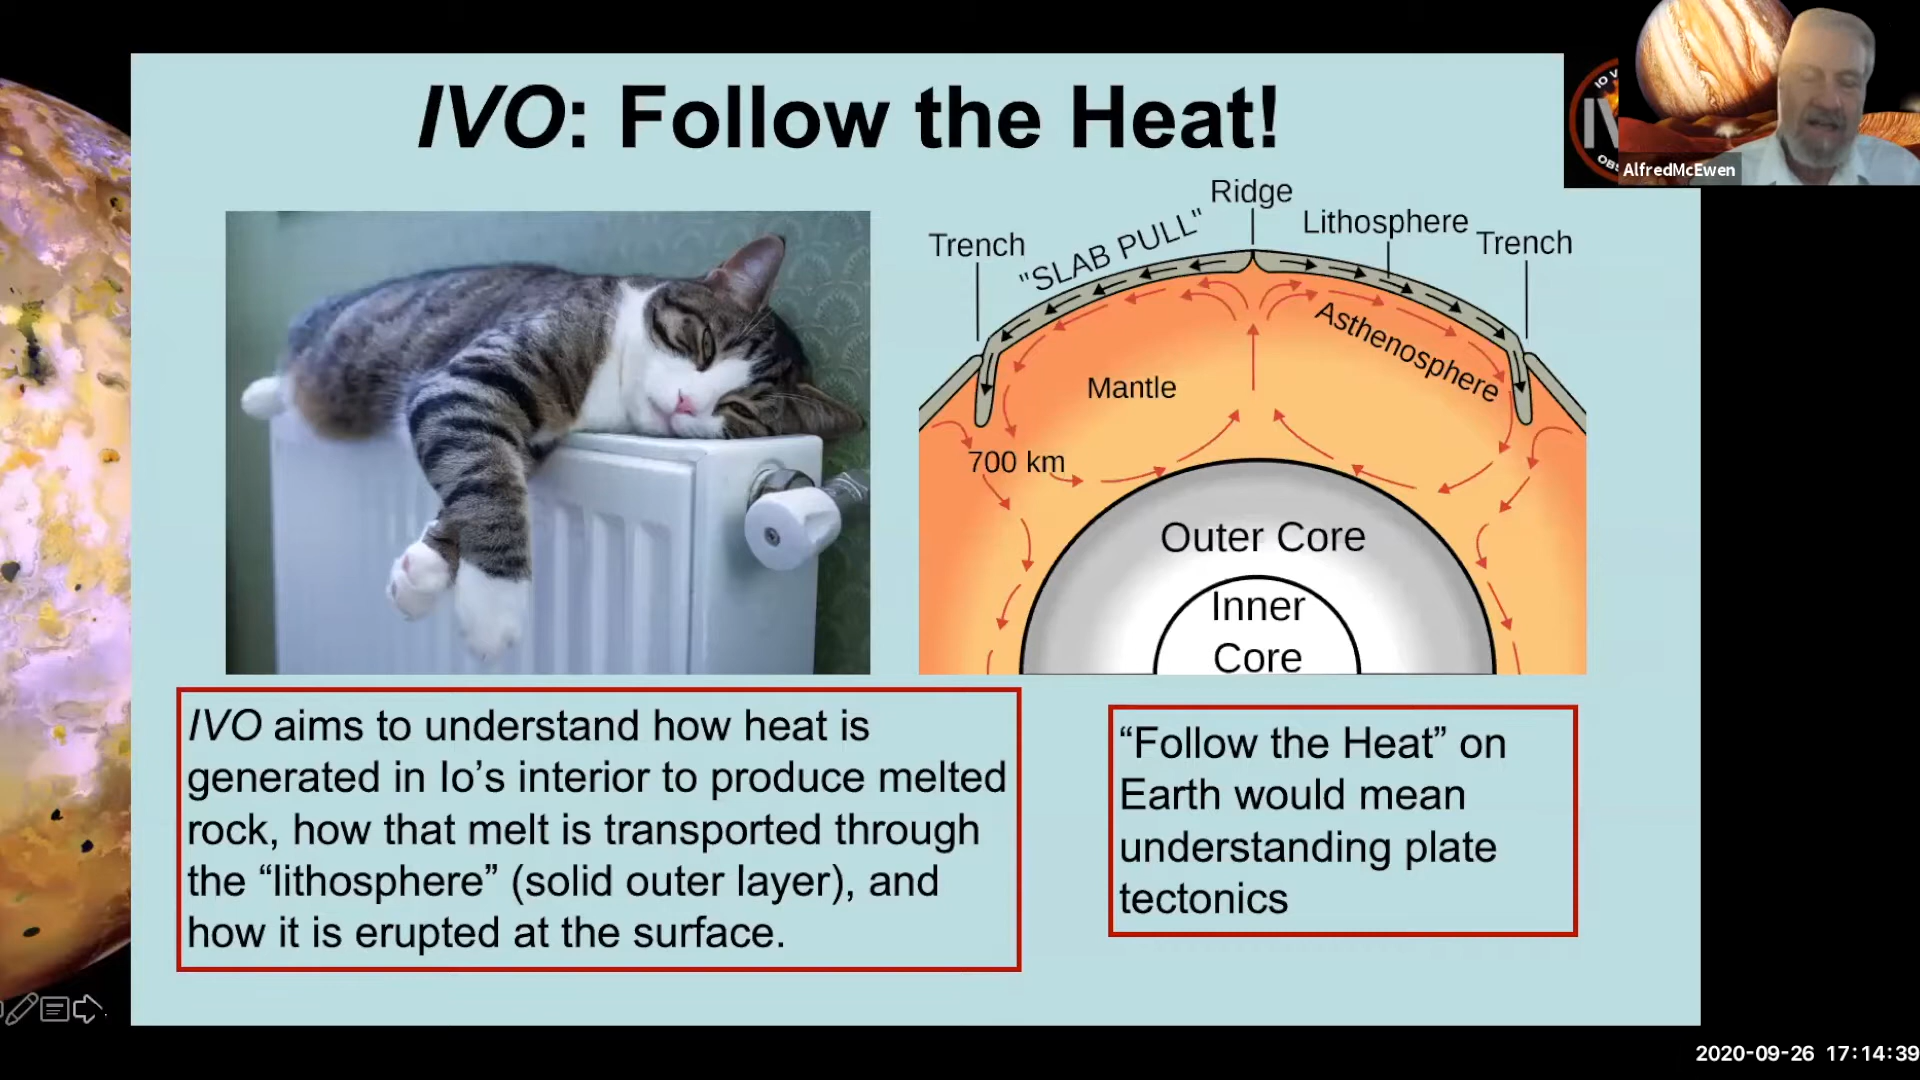 IVO: Follow the Heat!
IO V
IV
OBS
AlfredMcEwen
Ridge
Lithosphere
Trench
"SLAB PULL"
Trench
Asthenosphere
Mantle
700 km
Outer Core
Inner
Core
IVO aims to understand how heat is
generated in Io’s interior to produce melted
rock, how that melt is transported through
the “lithosphere” (solid outer layer), and
how it is erupted at the surface.
“Follow the Heat” on
Earth would mean
understanding plate
tectonics
2020-09-26 17:14:39